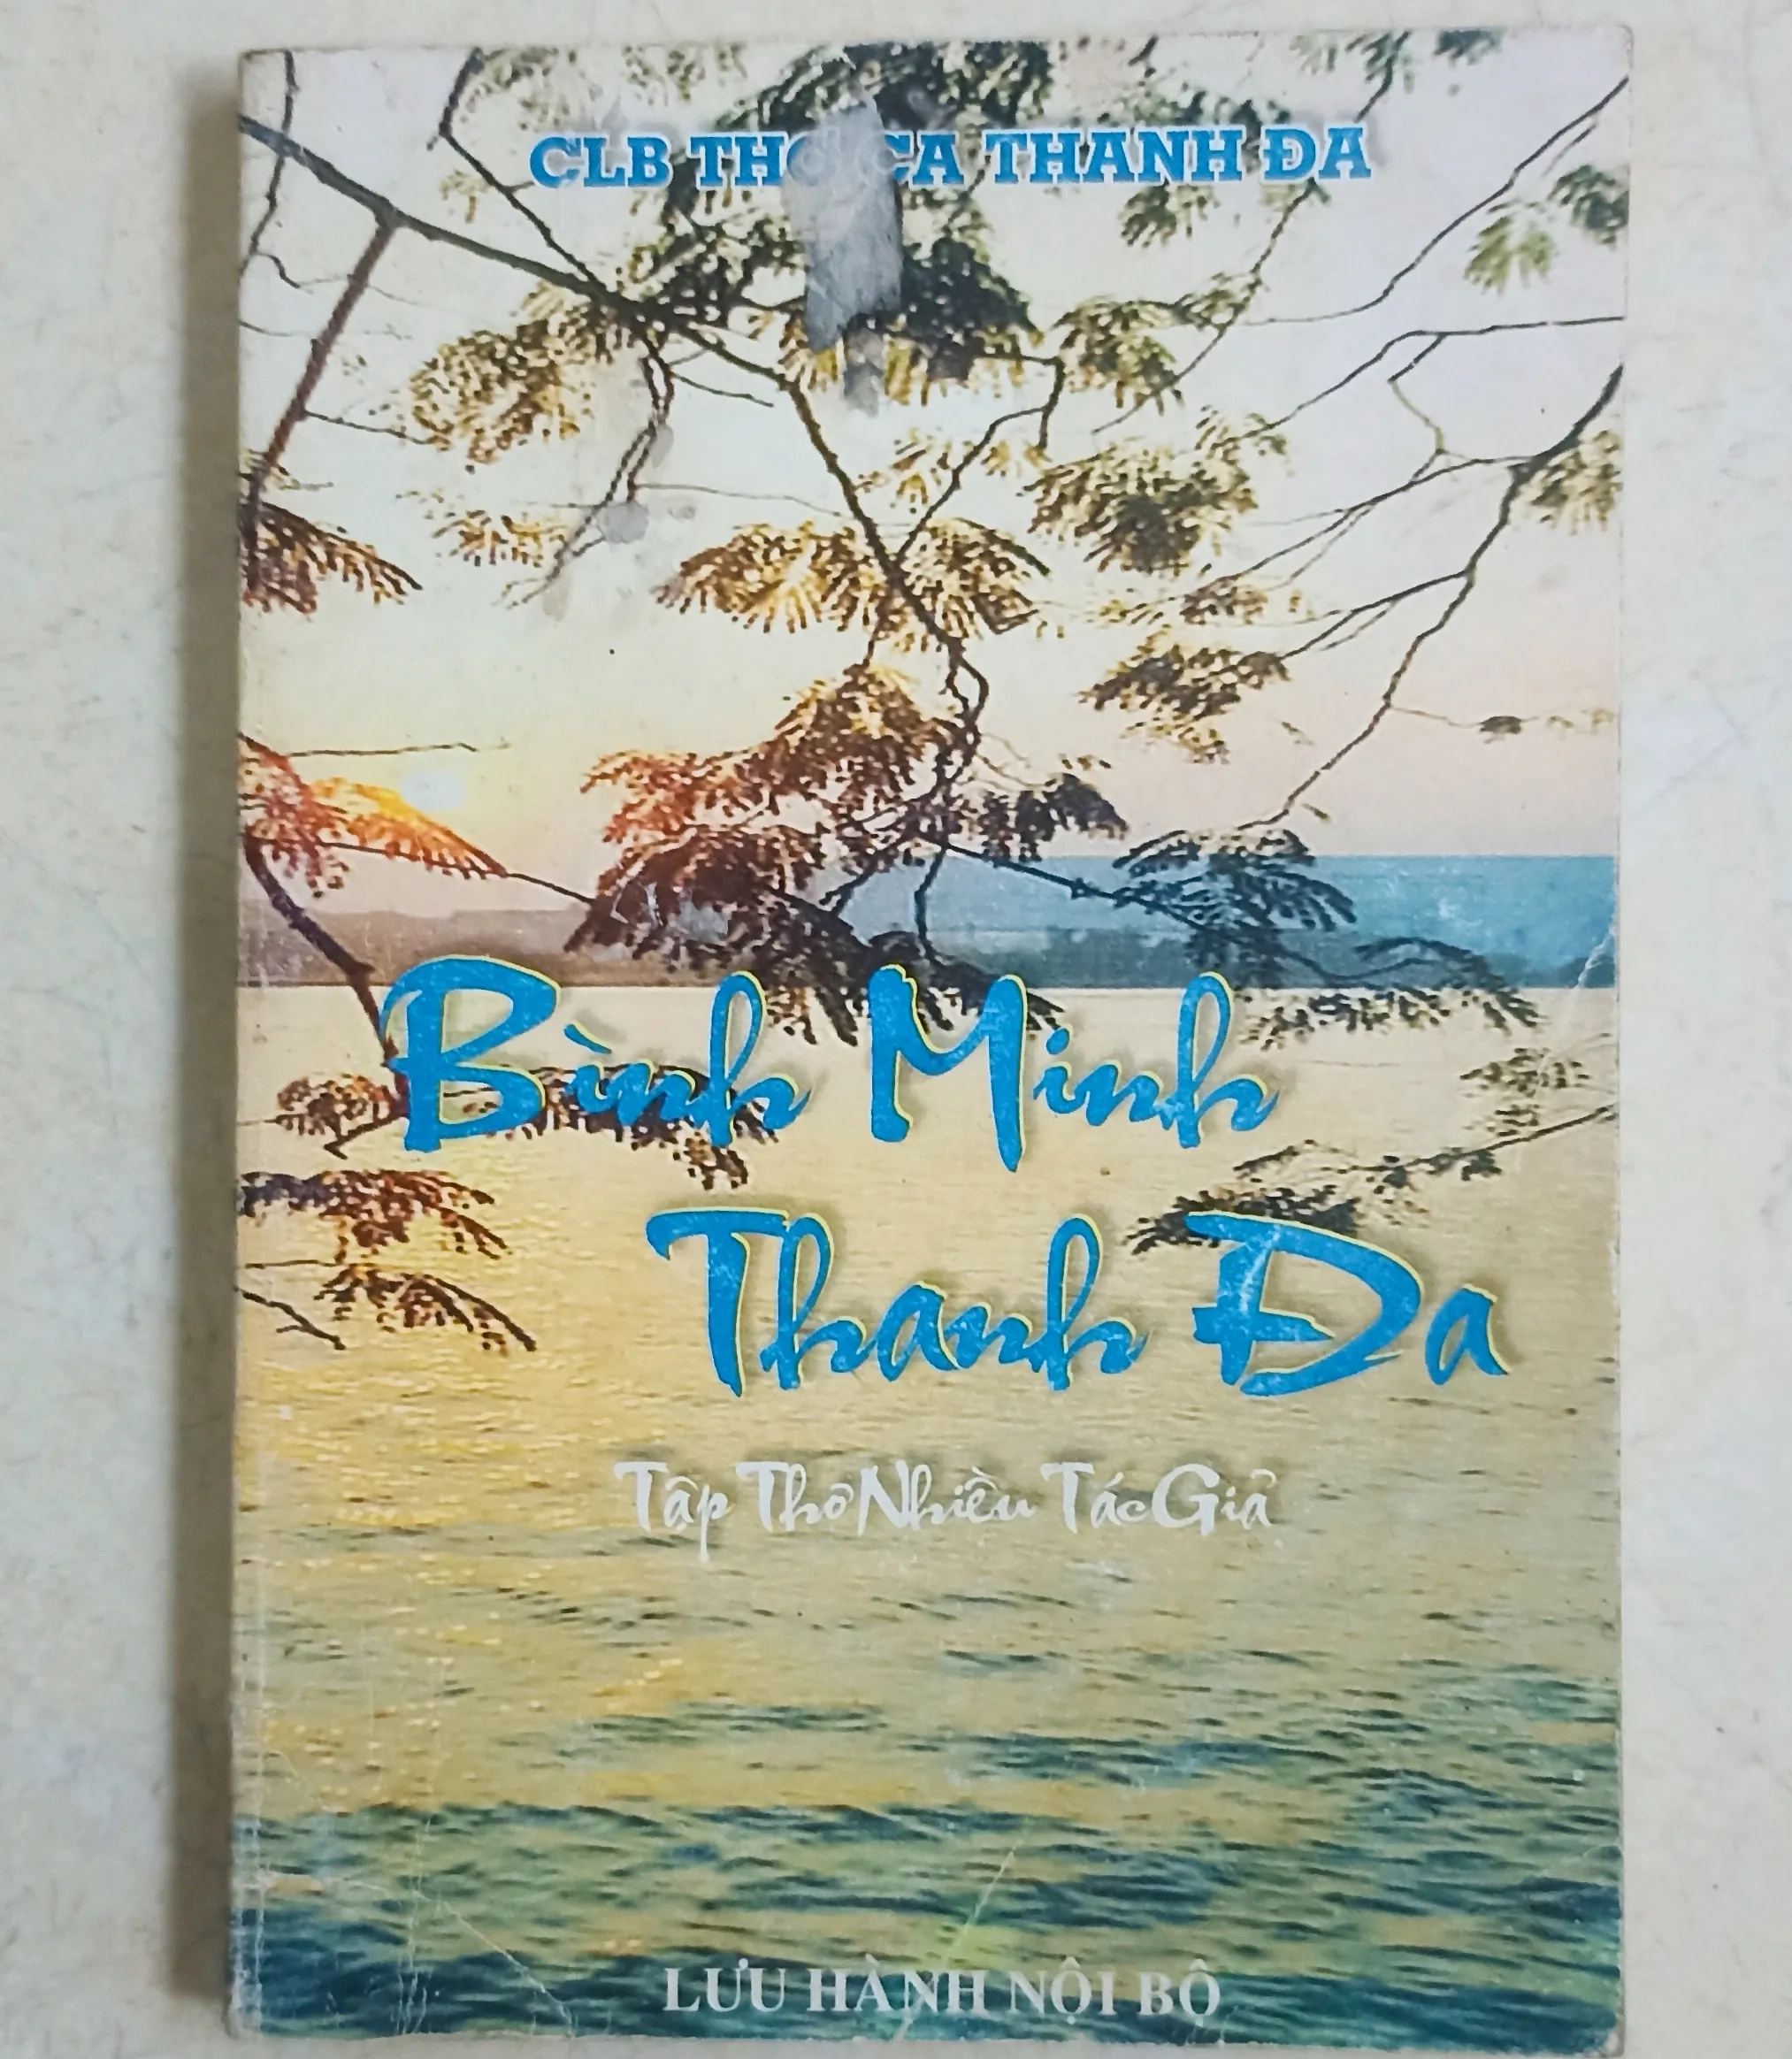 CLB THƠ CA THANH ĐA
Bình Minh
Thanh Đa
Tập Thơ Nhiều Tác Giả
LƯU HÀNH NỘI BỘ